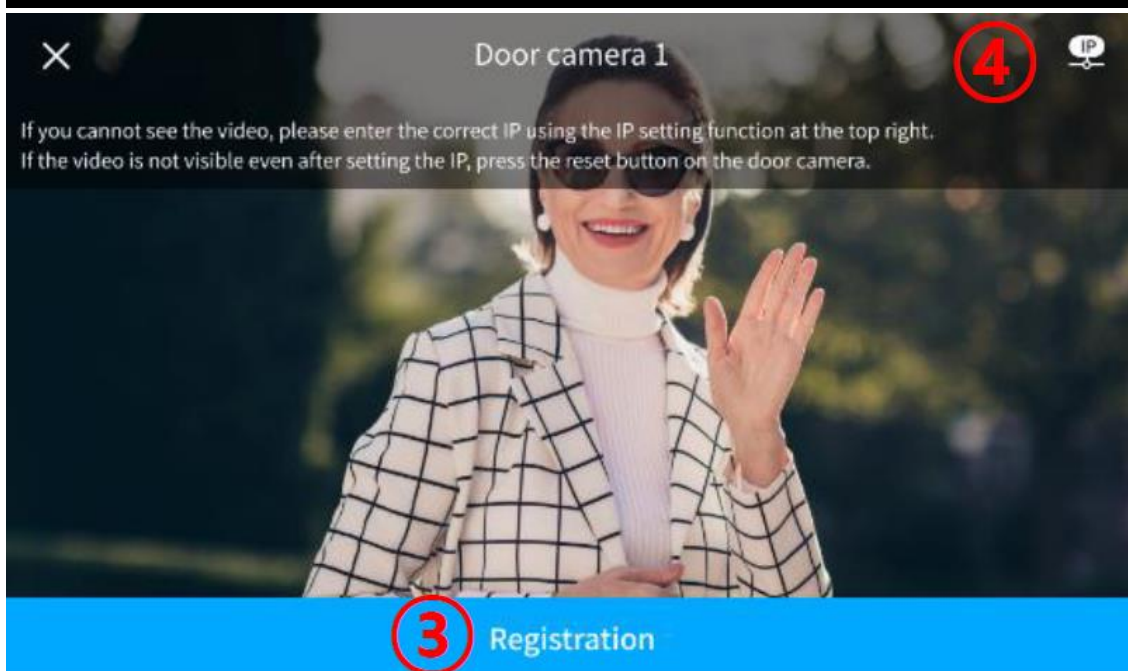 Door camera 1
④
IP
If you cannot see the video, please enter the correct IP using the IP setting function at the top right.
If the video is not visible even after setting the IP, press the reset button on the door camera.
③ Registration